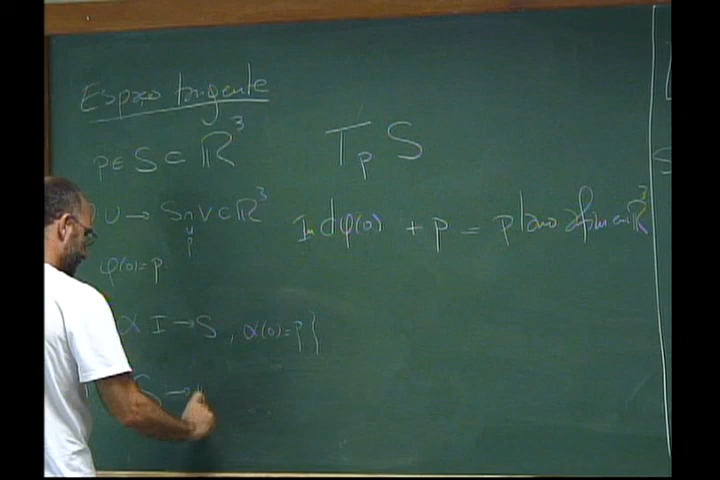 Espaço tangente
p∈ S ⊂ ℝ³
T_p S
U → S∩V ⊂ ℝ³
p
Im dφ(0) + p = plano afim em ℝ³
φ(0)=p
α I → S , α(0)=p }
S →